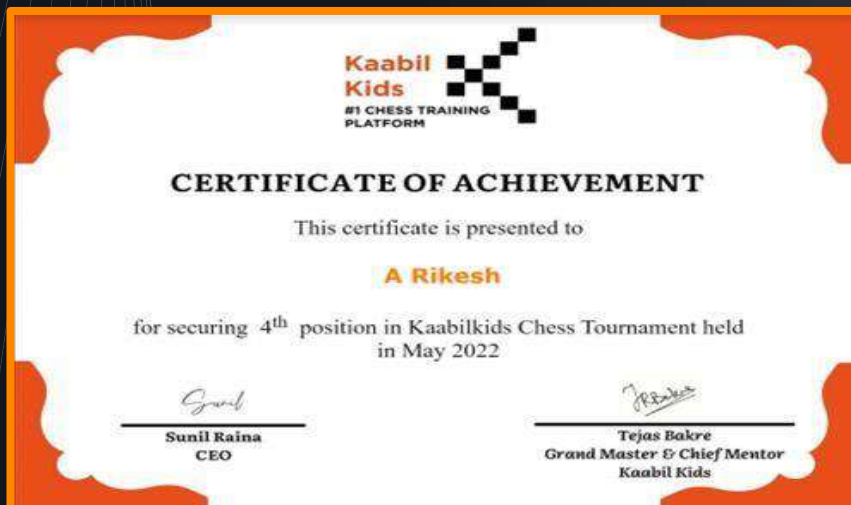 Kaabil
Kids
#1 CHESS TRAINING
PLATFORM
CERTIFICATE OF ACHIEVEMENT
This certificate is presented to
A Rikesh
for securing 4th position in Kaabilkids Chess Tournament held
in May 2022
Sunil
JRBakre
Sunil Raina
CEO
Tejas Bakre
Grand Master & Chief Mentor
Kaabil Kids